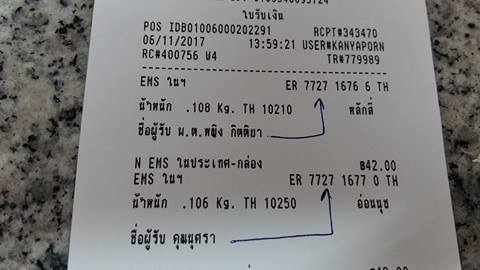 ใบรับเงิน
POS IDB01006000202291 RCPT#343470
06/11/2017 13:59:21 USER#KANYAPORN
RC#400756 W4 TR#779989
EMS ในฯ ER 7727 1676 6 TH
น้ำหนัก .108 Kg. TH 10210 หลักสี่
ชื่อผู้รับ ผ.ต.หญิง กิตติยา
N EMS ในประเทศ-กล่อง ฿42.00
EMS ในฯ ER 7727 1677 0 TH
น้ำหนัก .106 Kg. TH 10250 อ่อนนุช
ชื่อผู้รับ คุมนุศรา